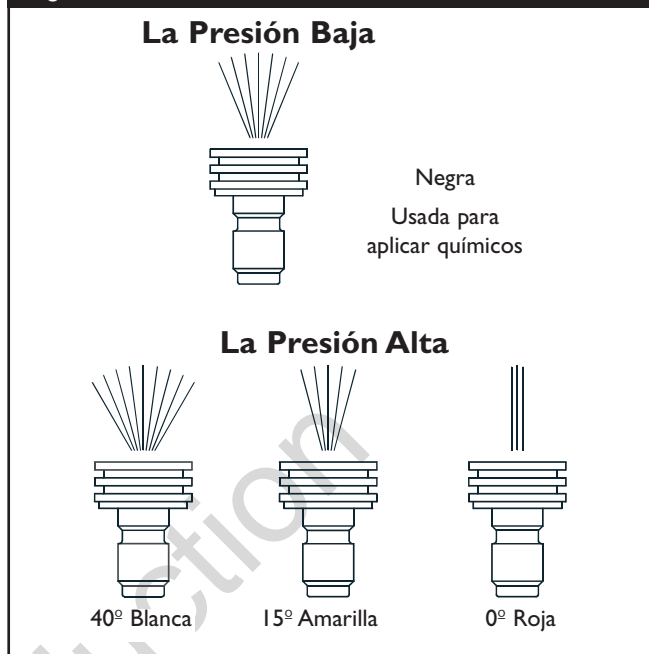 La Presión Baja
Negra
Usada para
aplicar químicos
La Presión Alta
40º Blanca
15º Amarilla
0º Roja